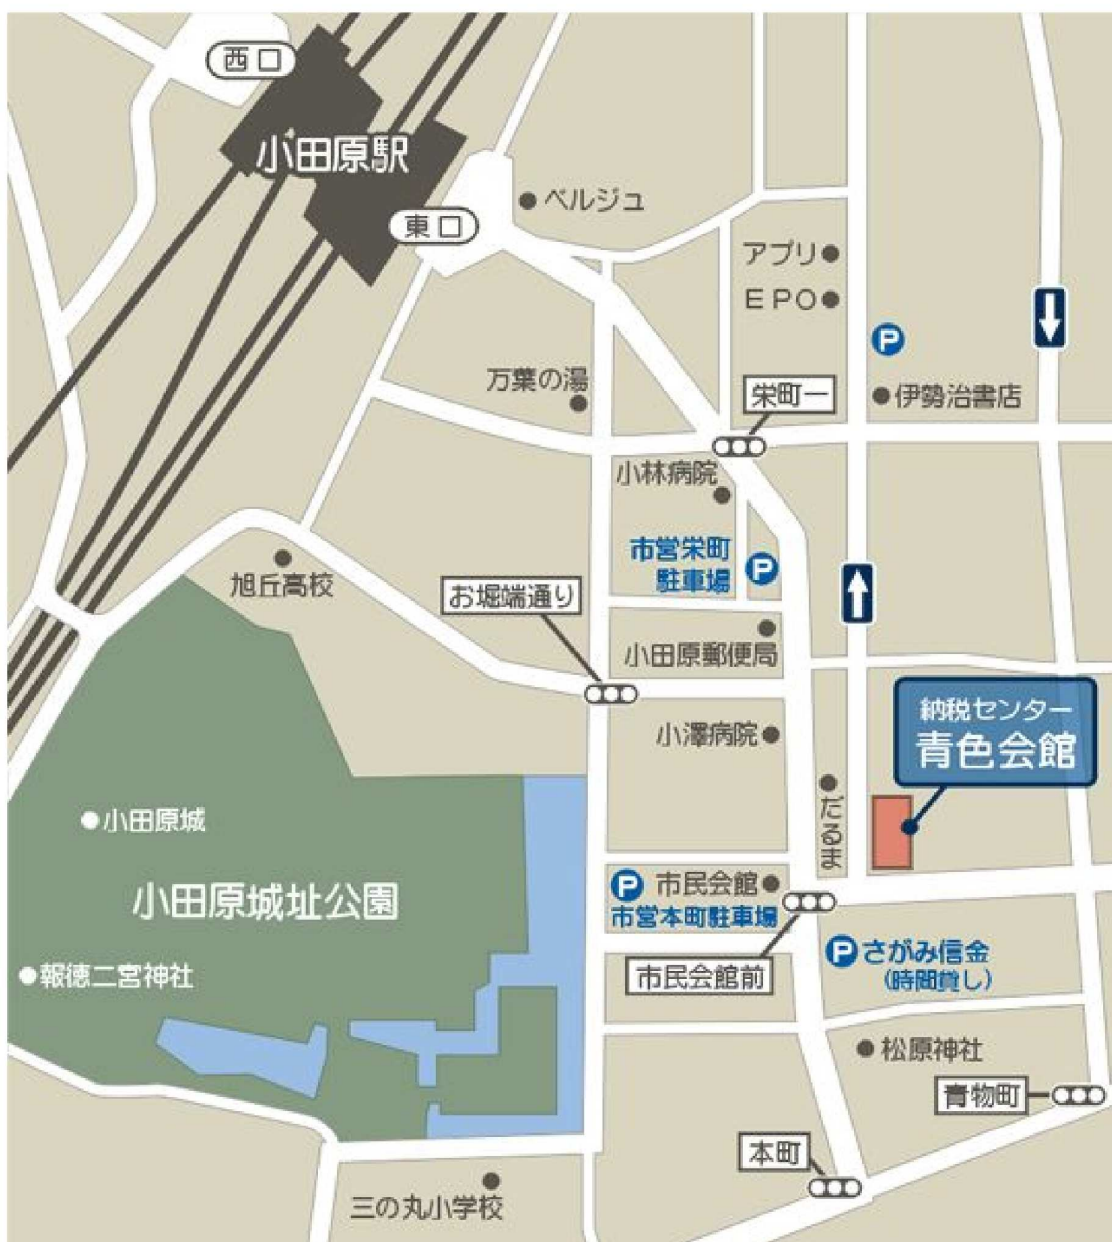 西口
小田原駅
東口
ベルジュ
アプリ
EPO
P
万葉の湯
栄町一
伊勢治書店
小林病院
市営栄町
駐車場
P
旭丘高校
お堀端通り
小田原郵便局
納税センター
青色会館
小澤病院
だるま
小田原城
小田原城址公園
P
市民会館
市営本町駐車場
P
さがみ信金
(時間貸し)
報徳二宮神社
市民会館前
松原神社
青物町
本町
三の丸小学校